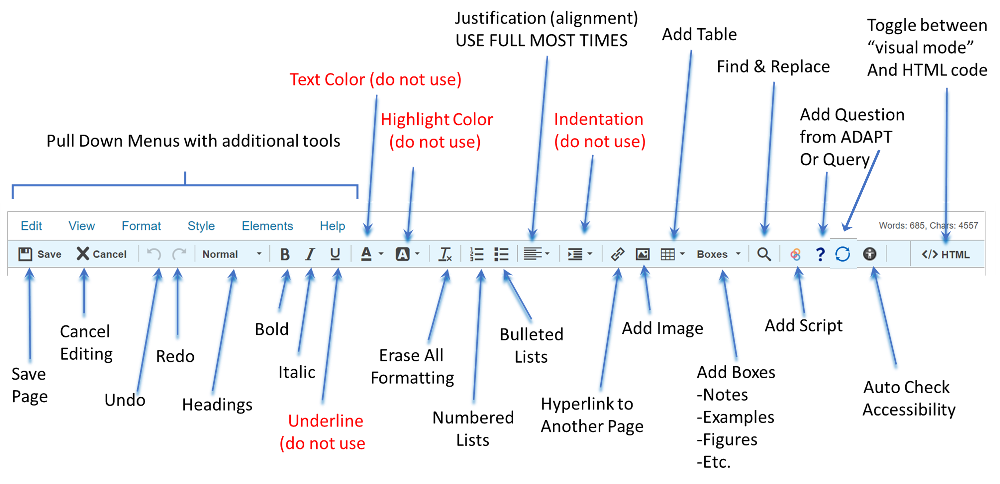 Justification (alignment)
USE FULL MOST TIMES
Add Table
Toggle between
“visual mode”
And HTML code
Find & Replace
Text Color (do not use)
Highlight Color
(do not use)
Indentation
(do not use)
Add Question
from ADAPT
Or Query
Pull Down Menus with additional tools
Edit View Format Style Elements Help Words: 685, Chars: 4557
Save Cancel Normal B I U A A Tx Boxes ? </> HTML
Cancel
Editing
Redo
Bold
Italic
Erase All
Formatting
Bulleted
Lists
Add Image
Add Script
Save
Page
Undo
Headings
Underline
(do not use
Numbered
Lists
Hyperlink to
Another Page
Add Boxes
-Notes
-Examples
-Figures
-Etc.
Auto Check
Accessibility